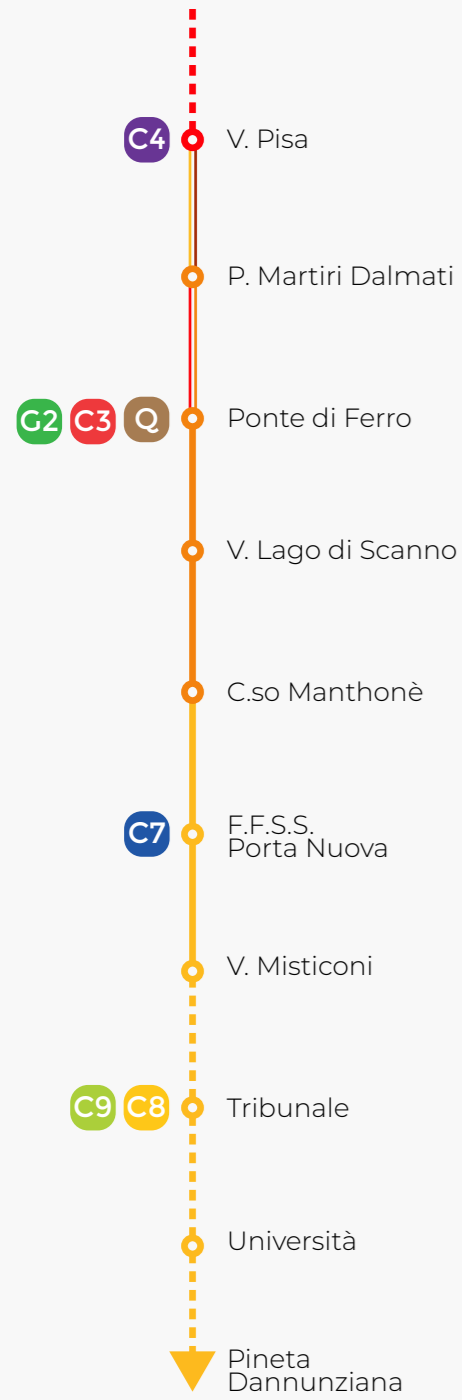 C4 V. Pisa
P. Martiri Dalmati
G2 C3 Q Ponte di Ferro
V. Lago di Scanno
C.so Manthonè
C7 F.F.S.S.
Porta Nuova
V. Misticoni
C9 C8 Tribunale
Università
Pineta
Dannunziana